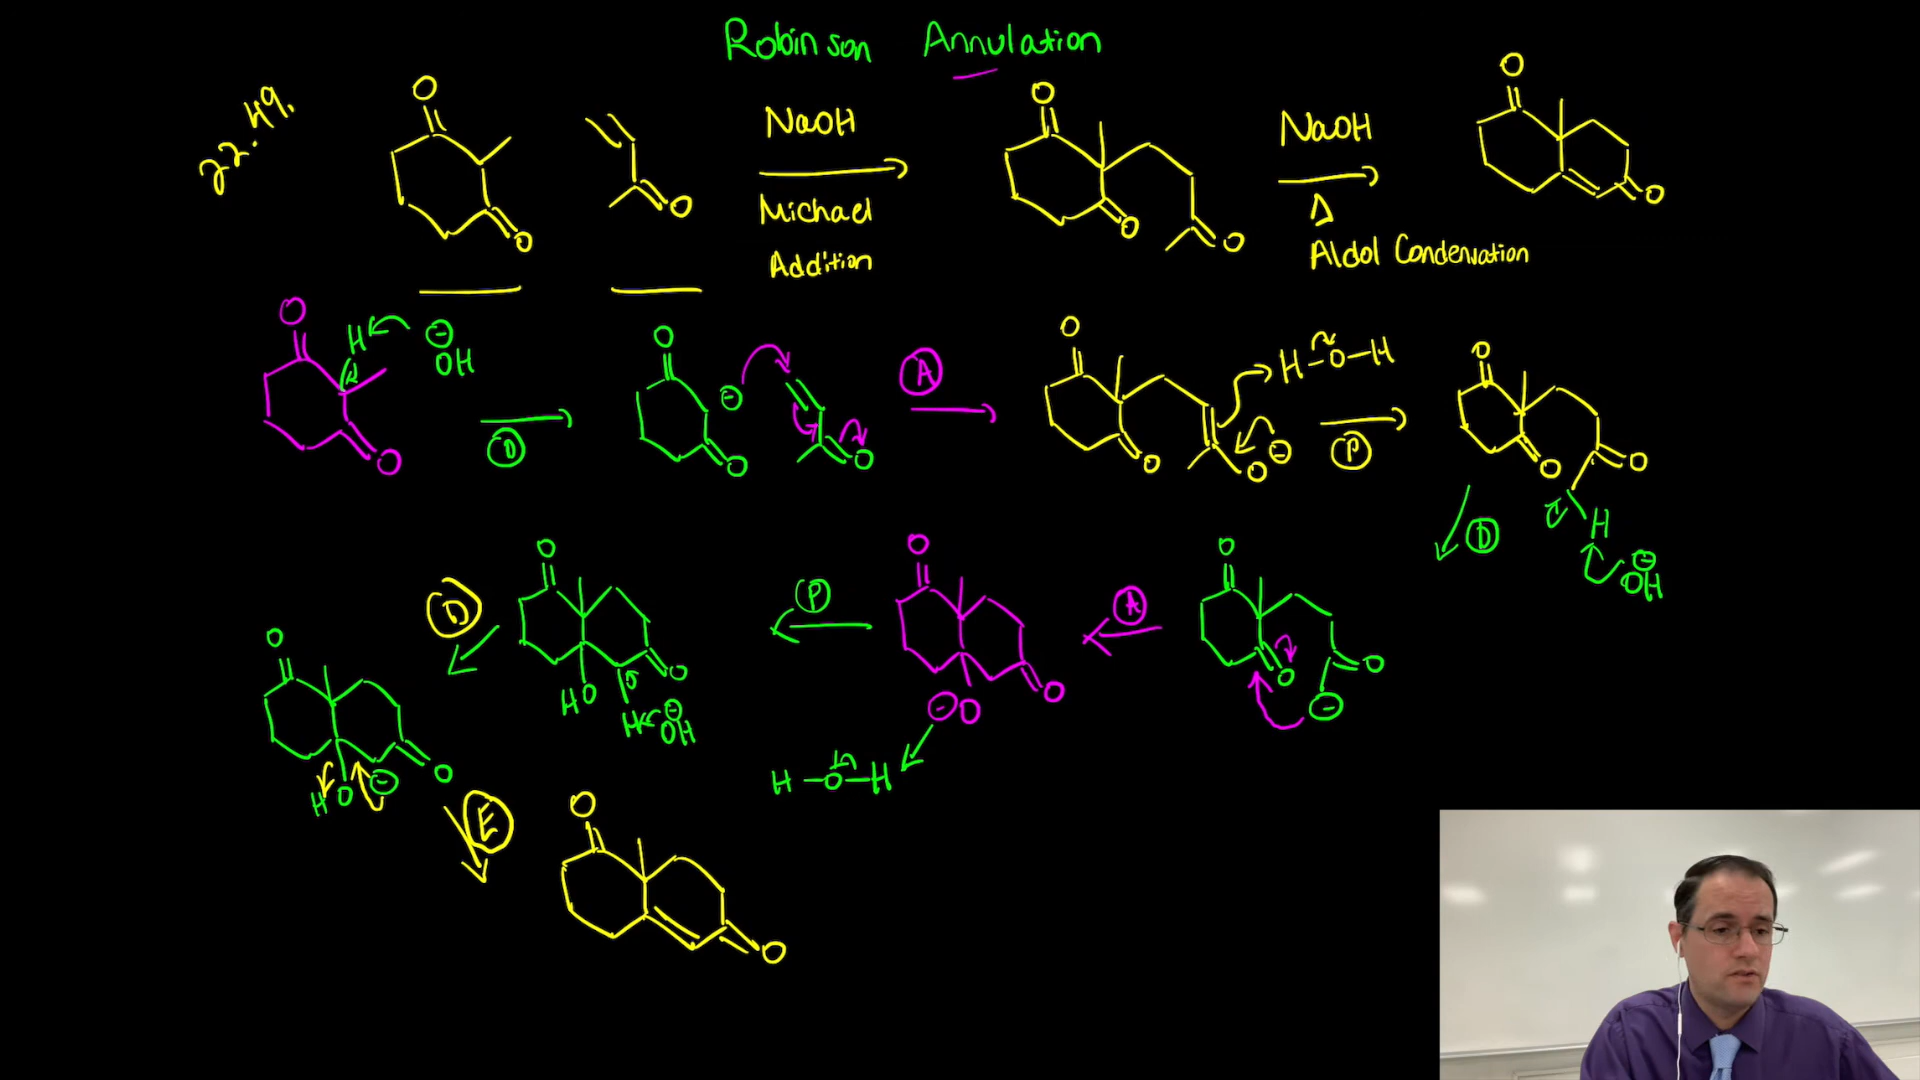 Robinson Annulation
22.49.
O
O
O
NaOH
Michael
Addition
O
O
O
NaOH
Δ
Aldol Condensation
O
O
O
H
⊖
OH
O
D
O
⊖
O
O
A
O
O
O
⊖
H-O-H
P
O
O
O
H
⊖
OH
D
O
O
O
⊖
A
O
O
⊖O
H-O-H
P
O
O
HO
H
⊖
OH
D
O
O
HO
⊖
E
O
O